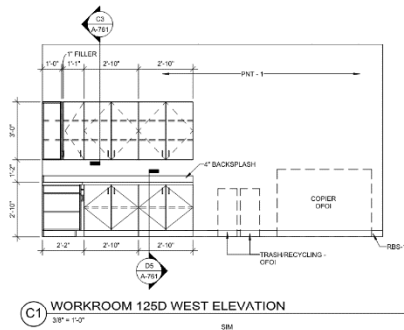 C3
A-761
1" FILLER
1'-0"
1'-1"
2'-10"
2'-10"
PNT - 1
3'-0"
1'-2"
4" BACKSPLASH
2'-10"
COPIER
OFOI
2'-2"
2'-10"
2'-10"
TRASH/RECYCLING -
OFOI
RBS-1
D5
A-761
C1 WORKROOM 125D WEST ELEVATION
3/8" = 1'-0"
SIM